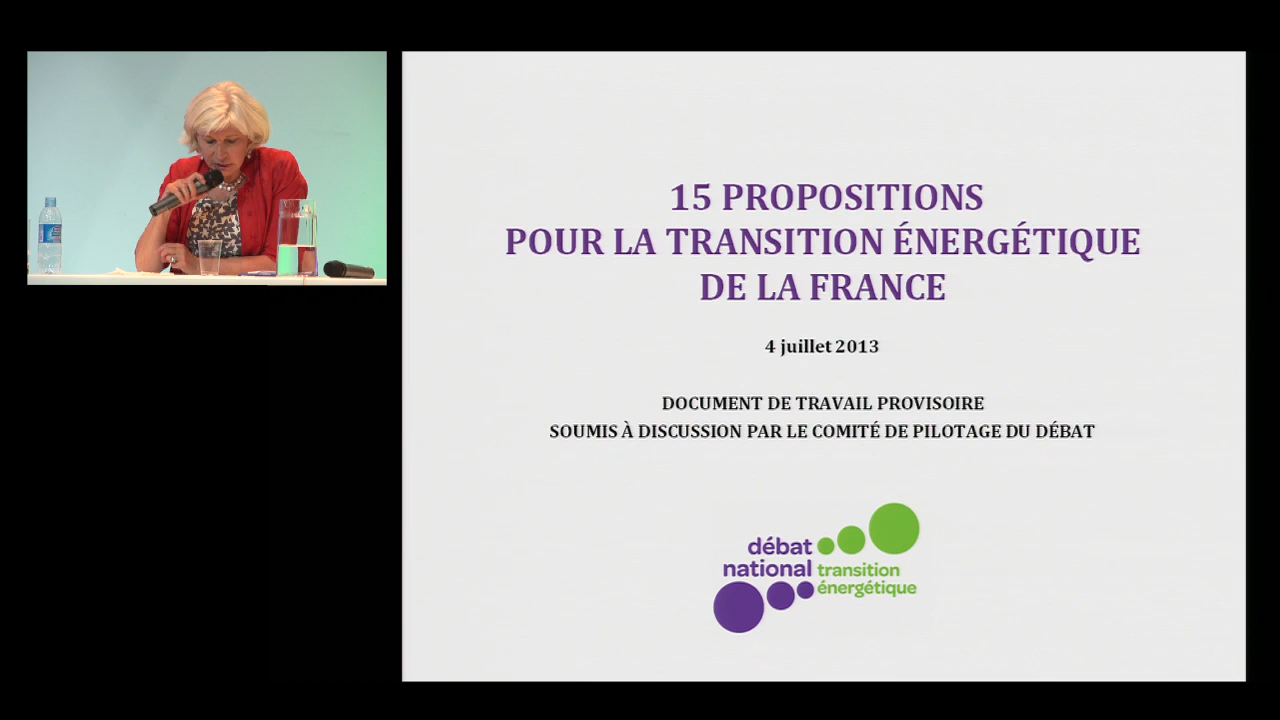 15 PROPOSITIONS
POUR LA TRANSITION ÉNERGÉTIQUE
DE LA FRANCE
4 juillet 2013
DOCUMENT DE TRAVAIL PROVISOIRE
SOUMIS À DISCUSSION PAR LE COMITÉ DE PILOTAGE DU DÉBAT
débat
national
transition
énergétique